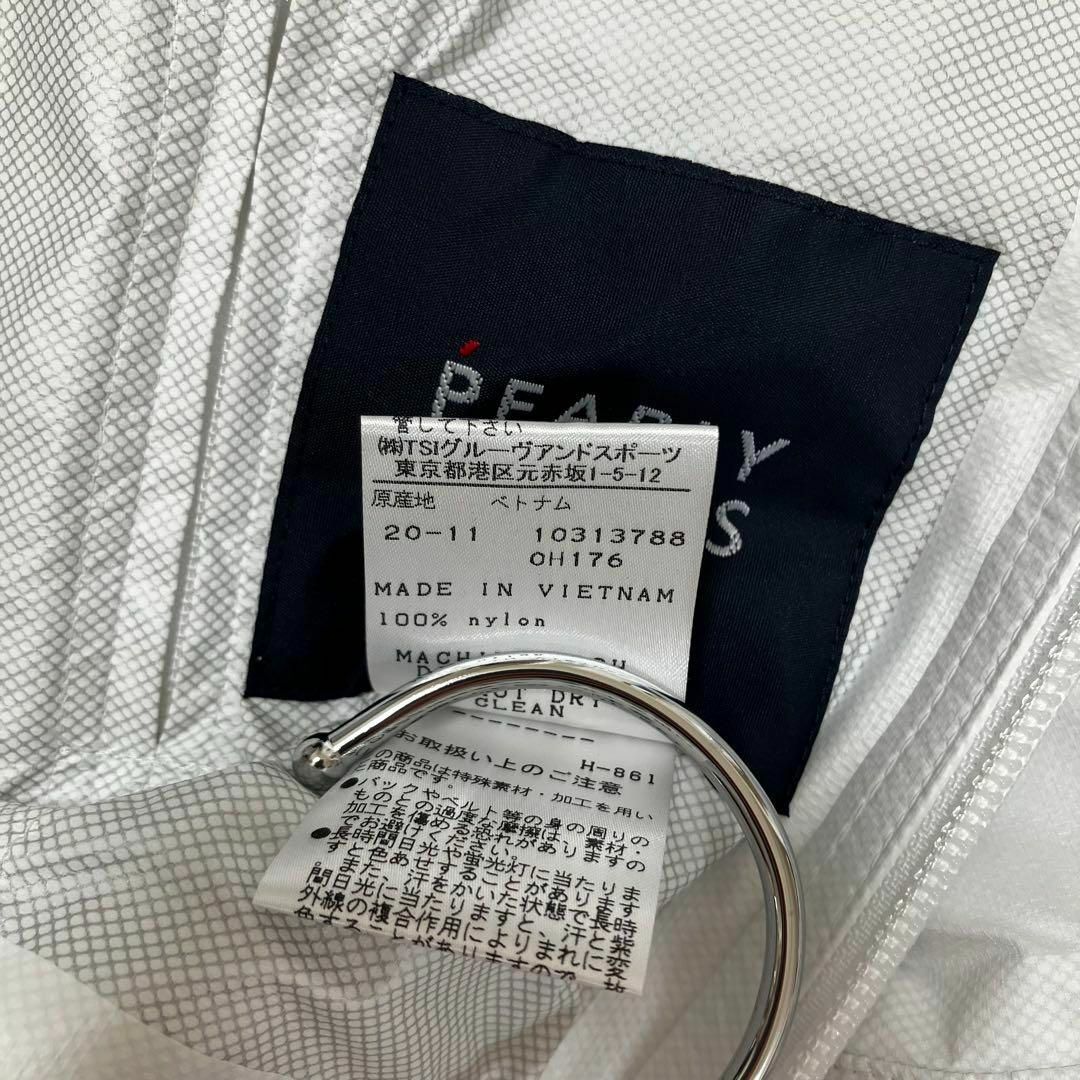 管して下さい
㈱TSIグルーヴアンドスポーツ
東京都港区元赤坂1-5-12
原産地 ベトナム
20-11 10313788
0H176
MADE IN VIETNAM
100% nylon
DRY
CLEAN
----------
H-861
お取扱い上のご注意
の商品は特殊素材・加工を用い
と商品です。
●バックやベルト等の身の周りの
ものとの過度な摩擦は、素材・
加工を傷める恐れがありますの
でお避けください。
●長時間日光や蛍光灯に当たりま
すと色あせすることがあります
また、汗をかいた状態で長時
間日光に当たりますと、汗と紫
外線の複合作用によりまれに変